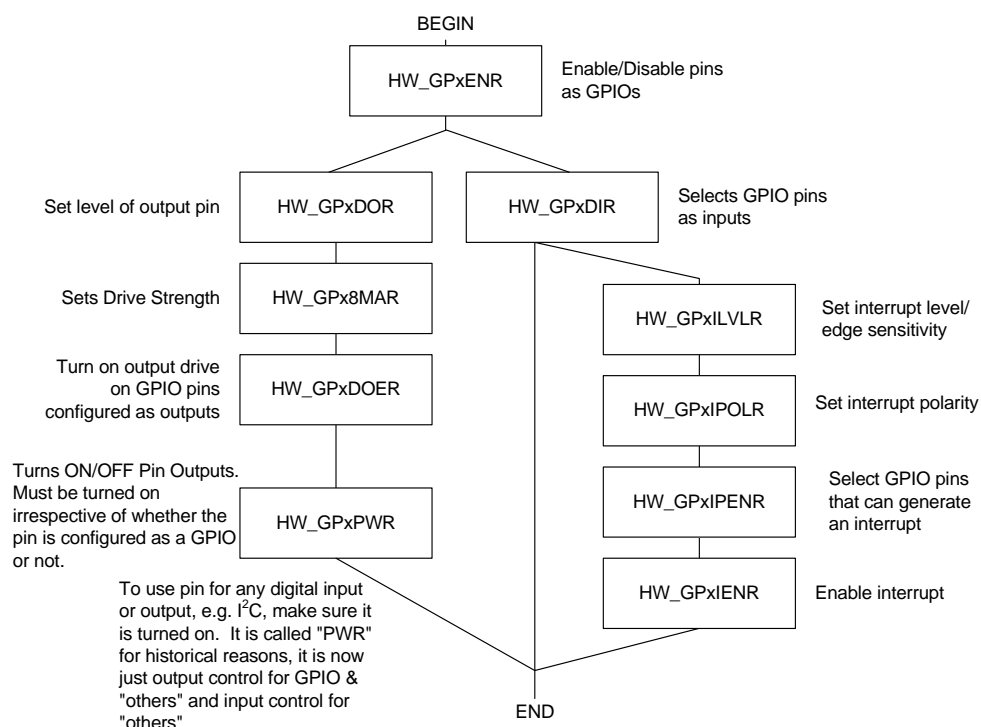 BEGIN
HW_GPxENR
Enable/Disable pins
as GPIOs
Set level of output pin
HW_GPxDOR
HW_GPxDIR
Selects GPIO pins
as inputs
Sets Drive Strength
HW_GPx8MAR
HW_GPxILVLR
Set interrupt level/
edge sensitivity
Turn on output drive
on GPIO pins
configured as outputs
HW_GPxDOER
HW_GPxIPOLR
Set interrupt polarity
Turns ON/OFF Pin Outputs.
Must be turned on
irrespective of whether the
pin is configured as a GPIO
or not.
HW_GPxPWR
HW_GPxIPENR
Select GPIO pins
that can generate
an interrupt
To use pin for any digital input
or output, e.g. I²C, make sure it
is turned on.  It is called "PWR"
for historical reasons, it is now
just output control for GPIO &
"others" and input control for
"others"
HW_GPxIENR
Enable interrupt
END